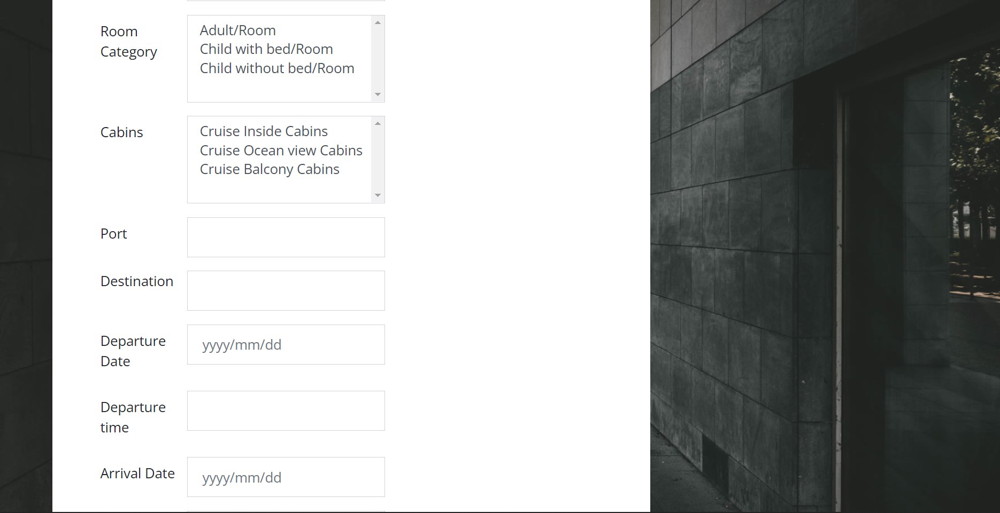 Room
Category
Adult/Room
Child with bed/Room
Child without bed/Room
Cabins
Cruise Inside Cabins
Cruise Ocean view Cabins
Cruise Balcony Cabins
Port
Destination
Departure
Date
yyyy/mm/dd
Departure
time
Arrival Date
yyyy/mm/dd